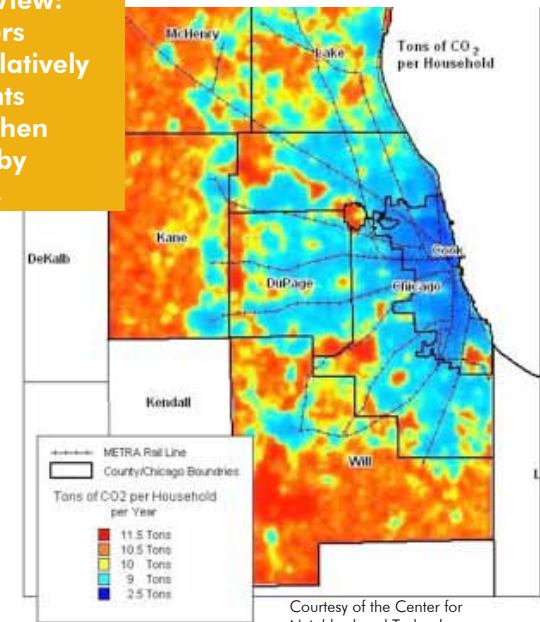 view:
ers
latively
nts
hen
by
McHenry
Lake
Tons of CO2
per Household
Kane
DeKalb
Cook
DuPage
Chicago
Kendall
Will
METRA Rail Line
County/Chicago Boundries
Tons of CO2 per Household
per Year
11.5 Tons
10.5 Tons
10 Tons
9 Tons
2.5 Tons
L
Courtesy of the Center for